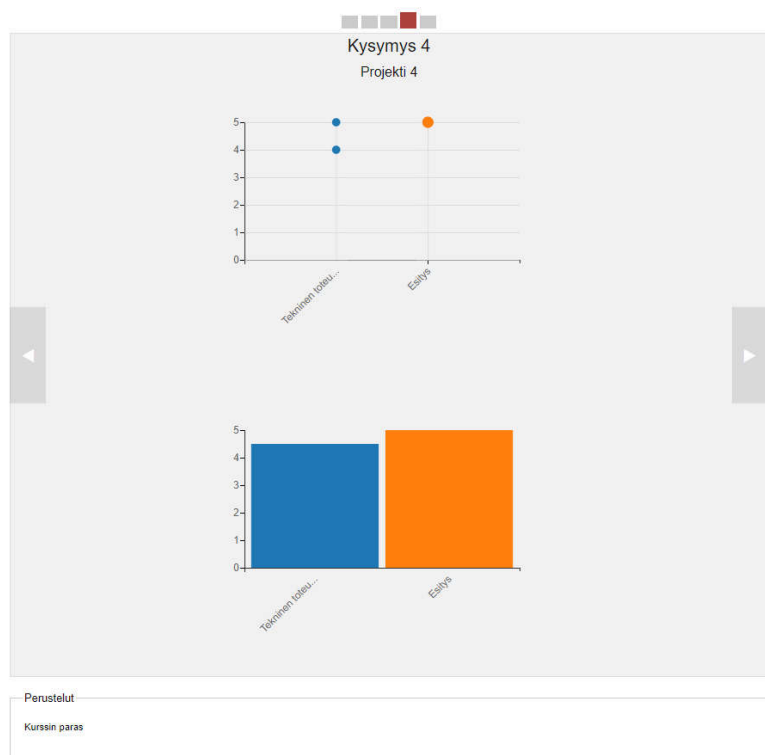 Kysymys 4
Projekti 4
5
4
3
2
1
0
Tekninen toteu...
Esitys
5
4
3
2
1
0
Tekninen toteu...
Esitys
Perustelut
Kurssin paras